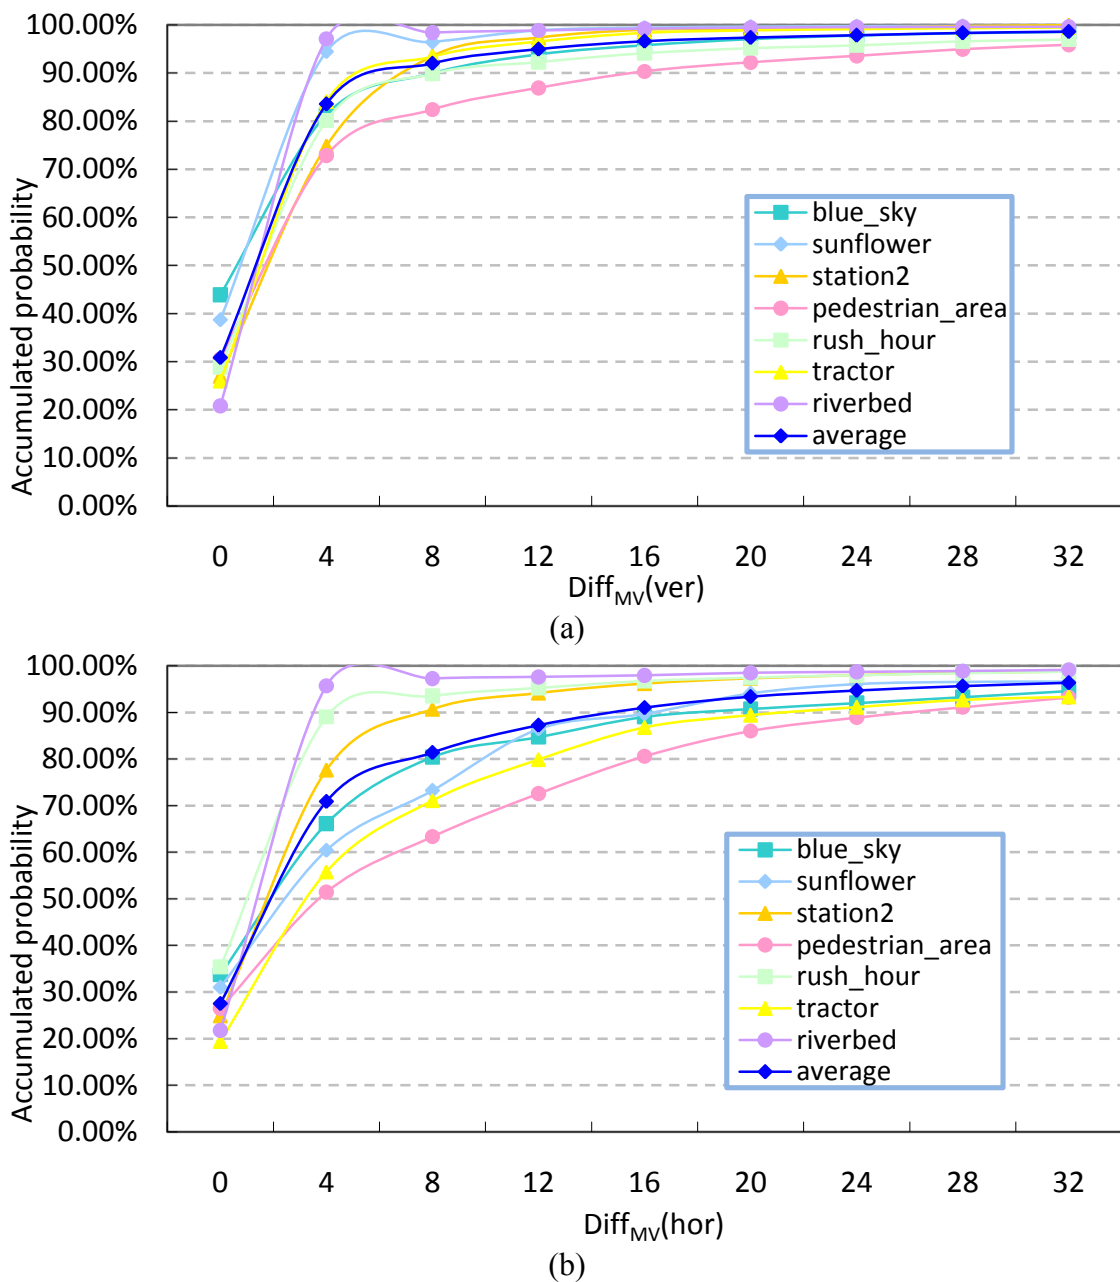 100.00%
90.00%
80.00%
70.00%
60.00%
50.00%
40.00%
30.00%
20.00%
10.00%
0.00%
Accumulated probability
blue_sky
sunflower
station2
pedestrian_area
rush_hour
tractor
riverbed
average
0 4 8 12 16 20 24 28 32
Diff_MV(ver)
(a)
100.00%
90.00%
80.00%
70.00%
60.00%
50.00%
40.00%
30.00%
20.00%
10.00%
0.00%
Accumulated probability
blue_sky
sunflower
station2
pedestrian_area
rush_hour
tractor
riverbed
average
0 4 8 12 16 20 24 28 32
Diff_MV(hor)
(b)